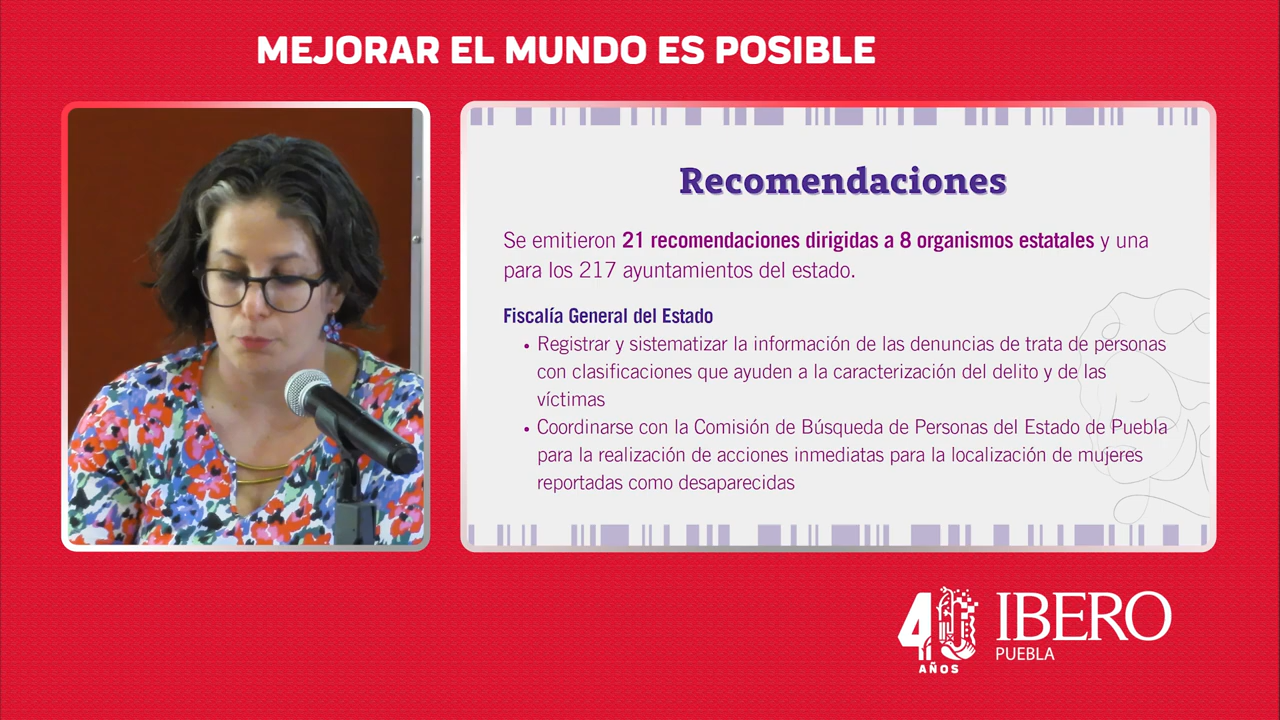 MEJORAR EL MUNDO ES POSIBLE
Recomendaciones
Se emitieron 21 recomendaciones dirigidas a 8 organismos estatales y una
para los 217 ayuntamientos del estado.
Fiscalía General del Estado
• Registrar y sistematizar la información de las denuncias de trata de personas
con clasificaciones que ayuden a la caracterización del delito y de las
víctimas
• Coordinarse con la Comisión de Búsqueda de Personas del Estado de Puebla
para la realización de acciones inmediatas para la localización de mujeres
reportadas como desaparecidas
40
AÑOS
IBERO
PUEBLA